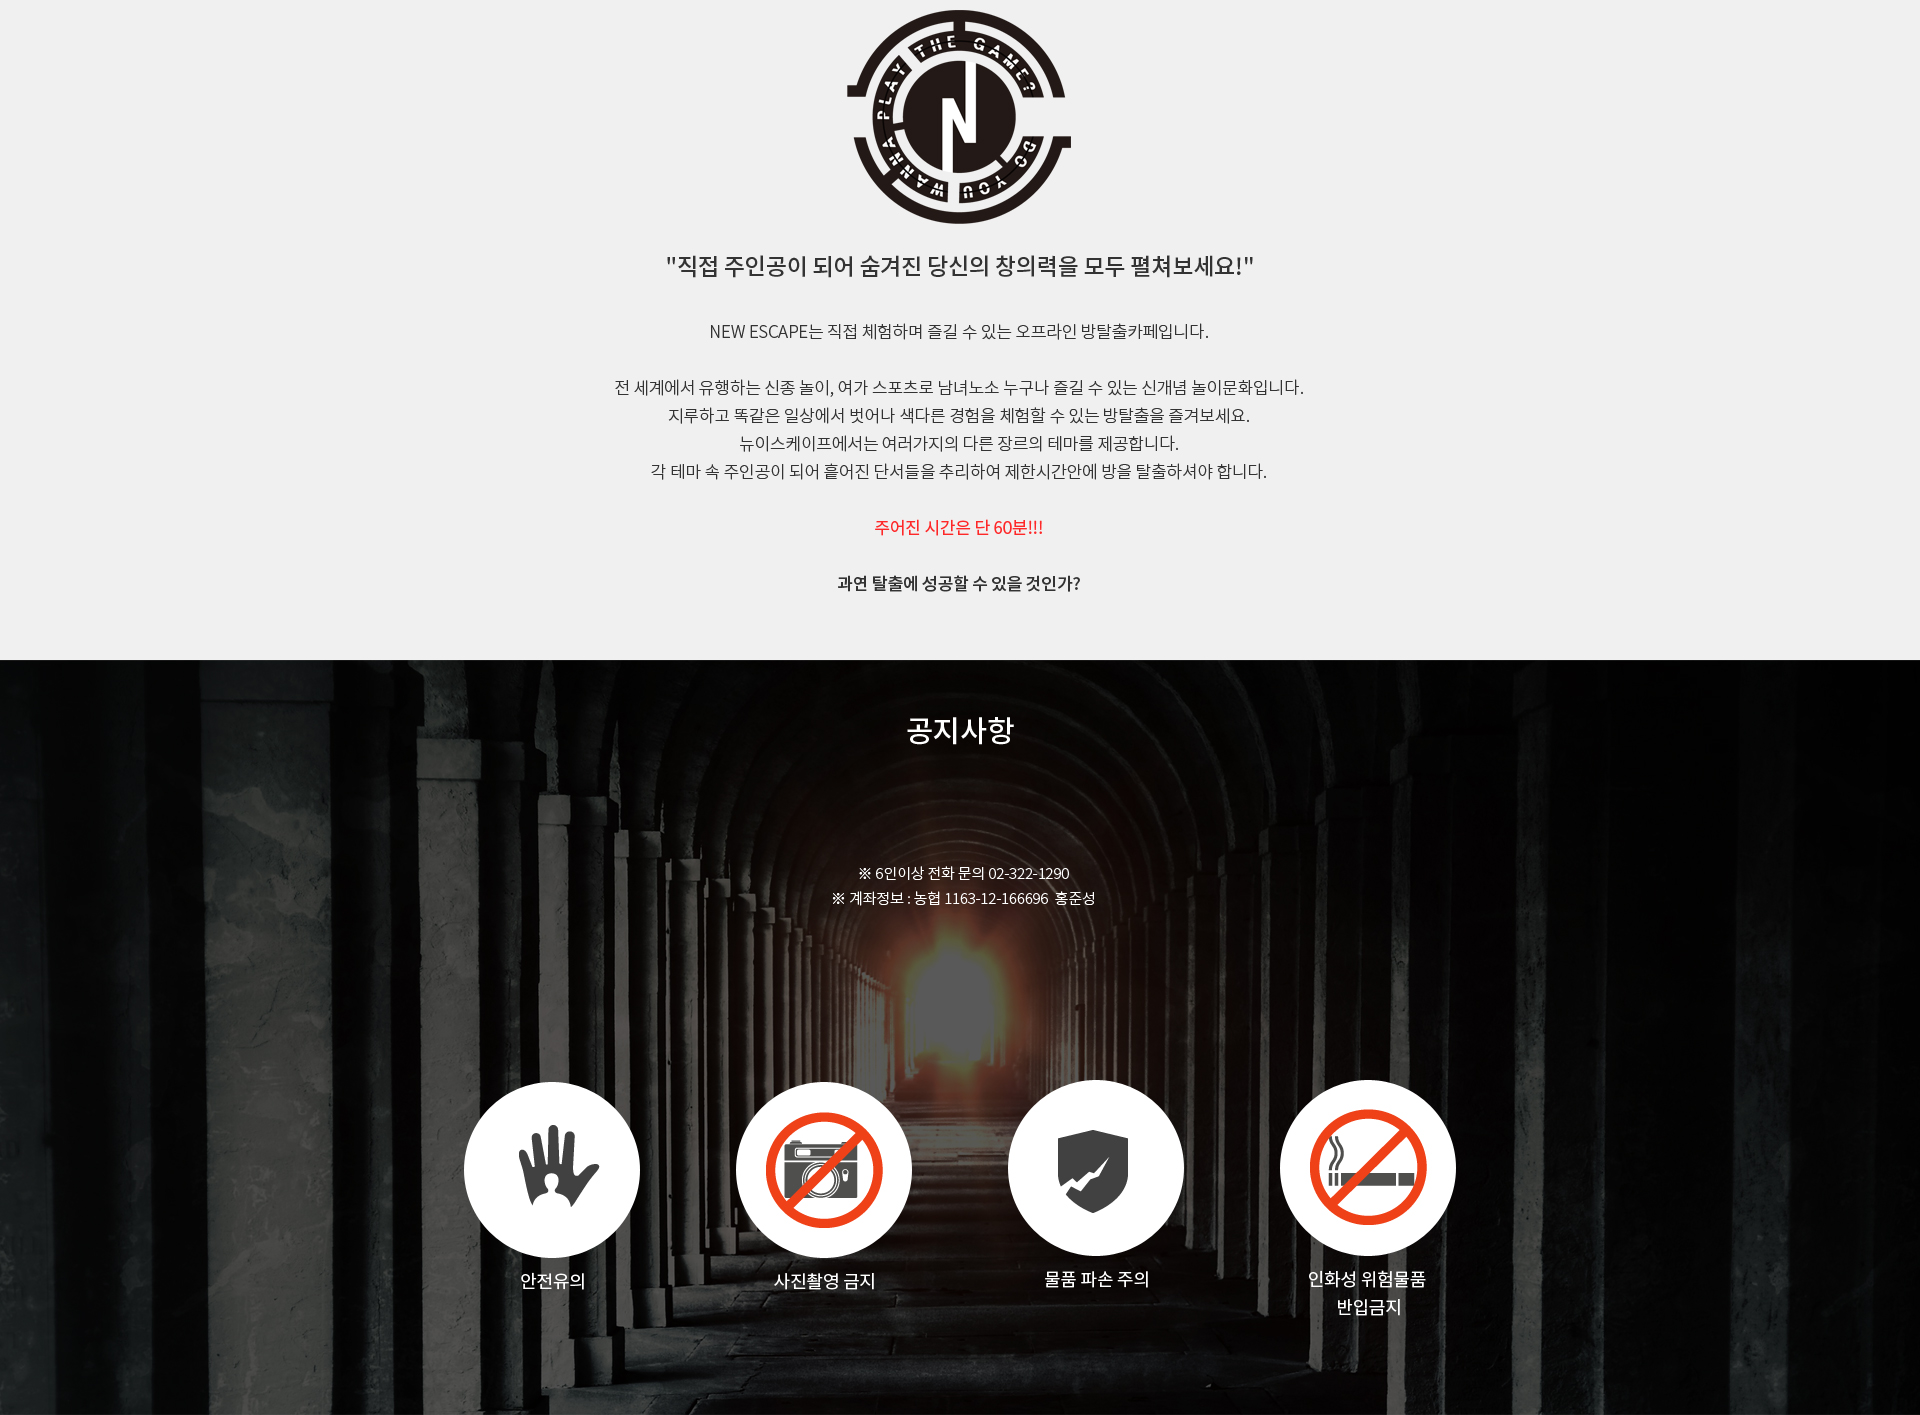 DO YOU WANNA PLAY THE GAME?
N
"직접 주인공이 되어 숨겨진 당신의 창의력을 모두 펼쳐보세요!"
NEW ESCAPE는 직접 체험하며 즐길 수 있는 오프라인 방탈출카페입니다.
전 세계에서 유행하는 신종 놀이, 여가 스포츠로 남녀노소 누구나 즐길 수 있는 신개념 놀이문화입니다.
지루하고 똑같은 일상에서 벗어나 색다른 경험을 체험할 수 있는 방탈출을 즐겨보세요.
뉴이스케이프에서는 여러가지의 다른 장르의 테마를 제공합니다.
각 테마 속 주인공이 되어 흩어진 단서들을 추리하여 제한시간안에 방을 탈출하셔야 합니다.
주어진 시간은 단 60분!!!
과연 탈출에 성공할 수 있을 것인가?
공지사항
※ 6인이상 전화 문의 02-322-1290
※ 계좌정보 : 농협 1163-12-166696 홍준성
안전유의
사진촬영 금지
물품 파손 주의
인화성 위험물품
반입금지